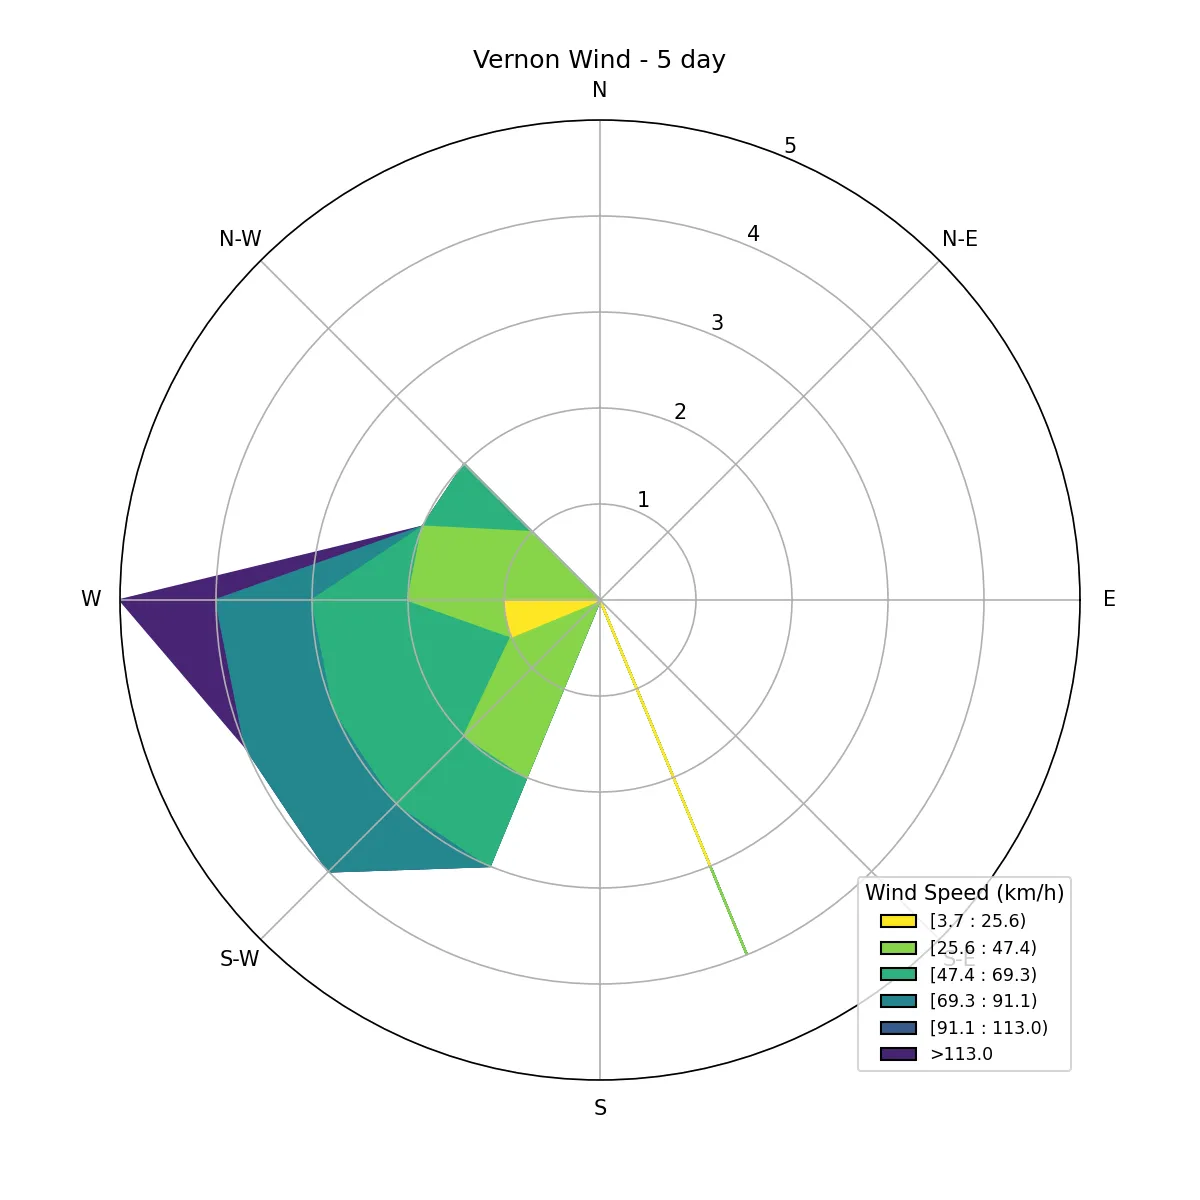 Vernon Wind - 5 day
N
5
N-W
N-E
4
3
2
1
W
E
Wind Speed (km/h)
[3.7 : 25.6)
[25.6 : 47.4)
S-W
S-E
[47.4 : 69.3)
[69.3 : 91.1)
[91.1 : 113.0)
>113.0
S